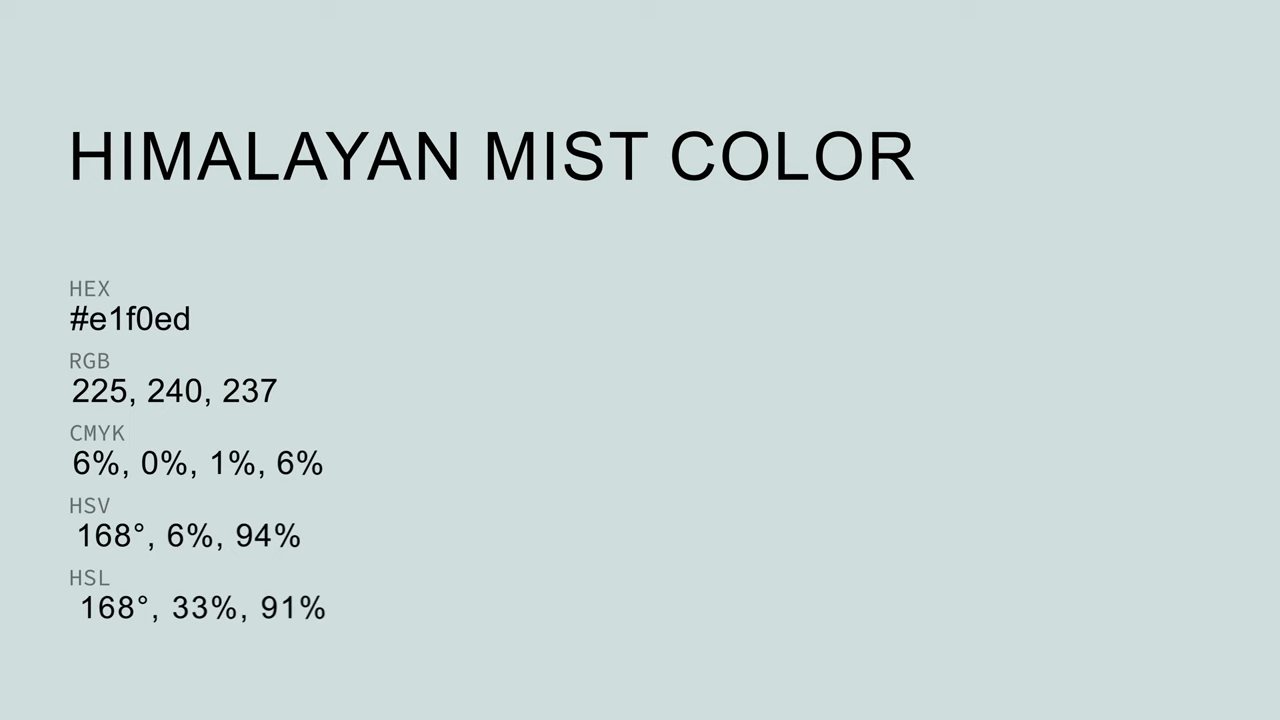 HIMALAYAN MIST COLOR
HEX
#e1f0ed
RGB
225, 240, 237
CMYK
6%, 0%, 1%, 6%
HSV
168°, 6%, 94%
HSL
168°, 33%, 91%